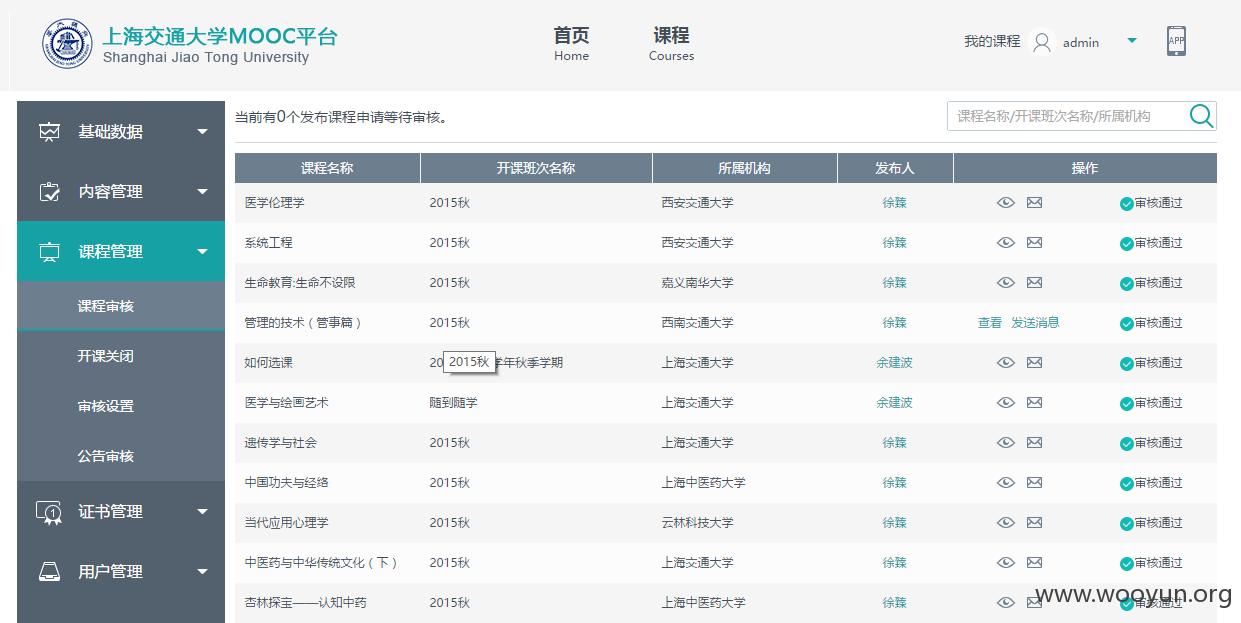 上海交通大学MOOC平台
Shanghai Jiao Tong University
首页
Home
课程
Courses
我的课程
admin
APP
基础数据
内容管理
课程管理
课程审核
开课关闭
审核设置
公告审核
证书管理
用户管理
当前有0个发布课程申请等待审核。
课程名称/开课班次名称/所属机构
课程名称 开课班次名称 所属机构 发布人 操作
医学伦理学 2015秋 西安交通大学 徐臻 审核通过
系统工程 2015秋 西安交通大学 徐臻 审核通过
生命教育:生命不设限 2015秋 嘉义南华大学 徐臻 审核通过
管理的技术（管事篇） 2015秋 西南交通大学 徐臻 查看 发送消息 审核通过
如何选课 20 2015秋 学年秋季学期 上海交通大学 余建波 审核通过
医学与绘画艺术 随到随学 上海交通大学 余建波 审核通过
遗传学与社会 2015秋 上海交通大学 徐臻 审核通过
中国功夫与经络 2015秋 上海中医药大学 徐臻 审核通过
当代应用心理学 2015秋 云林科技大学 徐臻 审核通过
中医药与中华传统文化（下） 2015秋 上海交通大学 徐臻 审核通过
杏林探宝——认知中药 2015秋 上海中医药大学 徐臻 审核通过
www.wooyun.org